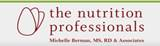 the nutrition
professionals
Michelle Berman, MS, RD & Associates